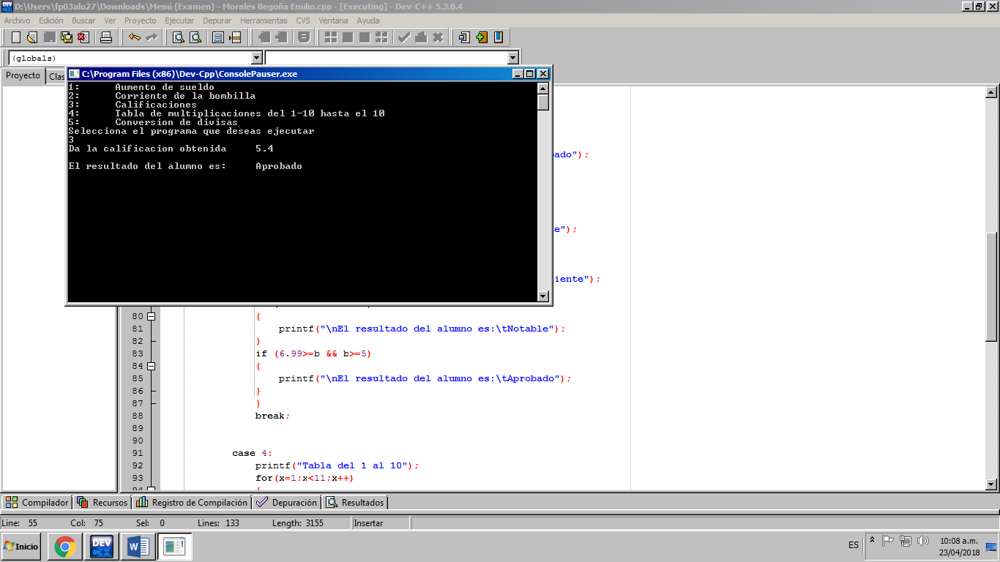 D:\Users\fp03alu27\Downloads\Menú (Examen) - Morales Begoña Emilio.cpp - [Executing] - Dev-C++ 5.3.0.4
Archivo Edición Buscar Ver Proyecto Ejecutar Depurar Herramientas CVS Ventana Ayuda
(globals)
Proyecto Clas
C:\Program Files (x86)\Dev-Cpp\ConsolePauser.exe
1: Aumento de sueldo
2: Corriente de la bombilla
3: Calificaciones
4: Tabla de multiplicaciones del 1-10 hasta el 10
5: Conversion de divisas
Selecciona el programa que deseas ejecutar
3
Da la calificacion obtenida 5.4
El resultado del alumno es: Aprobado
bado");
te");
iente");
80 {
81 printf("\nEl resultado del alumno es:\tNotable");
82 }
83 if (6.99>=b && b>=5)
84 {
85 printf("\nEl resultado del alumno es:\tAprobado");
86 }
87 }
88 break;
89
90
91 case 4:
92 printf("Tabla del 1 al 10");
93 for(x=1;x<11;x++)
94 {
Compilador Recursos Registro de Compilación Depuración Resultados
Line: 55 Col: 75 Sel: 0 Lines: 133 Length: 3155 Insertar
Inicio DEV C++ W ES 10:08 a.m.
23/04/2018